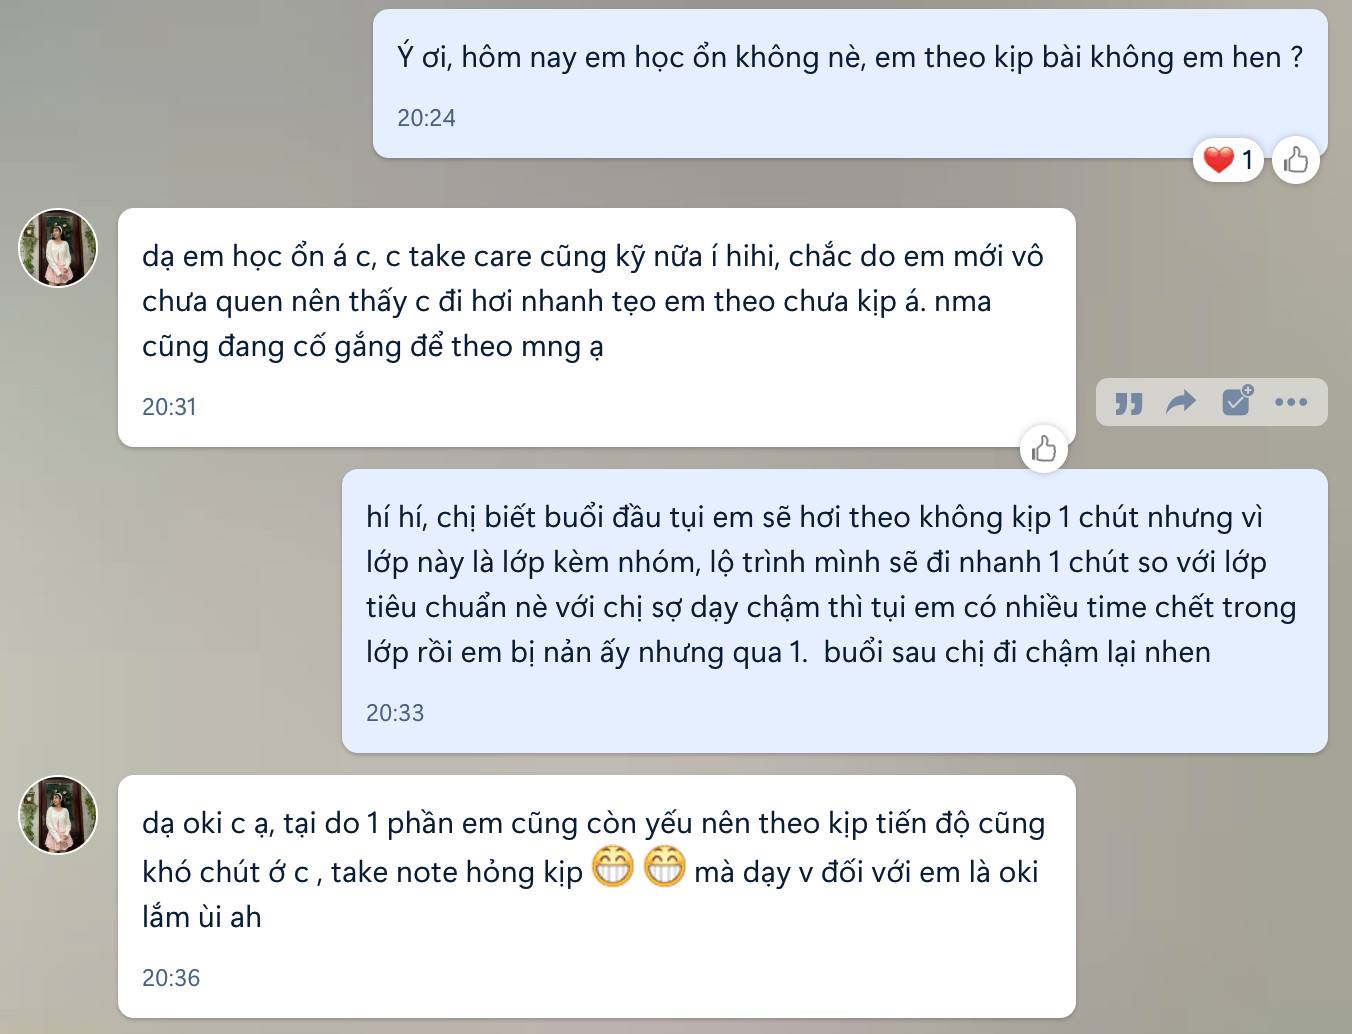 Ý ơi, hôm nay em học ổn không nè, em theo kịp bài không em hen ?
20:24
1
dạ em học ổn á c, c take care cũng kỹ nữa í hihi, chắc do em mới vô
chưa quen nên thấy c đi hơi nhanh tẹo em theo chưa kịp á. nma
cũng đang cố gắng để theo mng ạ
20:31
hí hí, chị biết buổi đầu tụi em sẽ hơi theo không kịp 1 chút nhưng vì
lớp này là lớp kèm nhóm, lộ trình mình sẽ đi nhanh 1 chút so với lớp
tiêu chuẩn nè với chị sợ dạy chậm thì tụi em có nhiều time chết trong
lớp rồi em bị nản ấy nhưng qua 1.  buổi sau chị đi chậm lại nhen
20:33
dạ oki c ạ, tại do 1 phần em cũng còn yếu nên theo kịp tiến độ cũng
khó chút ớ c , take note hỏng kịp 😁 😁 mà dạy v đối với em là oki
lắm ùi ah
20:36